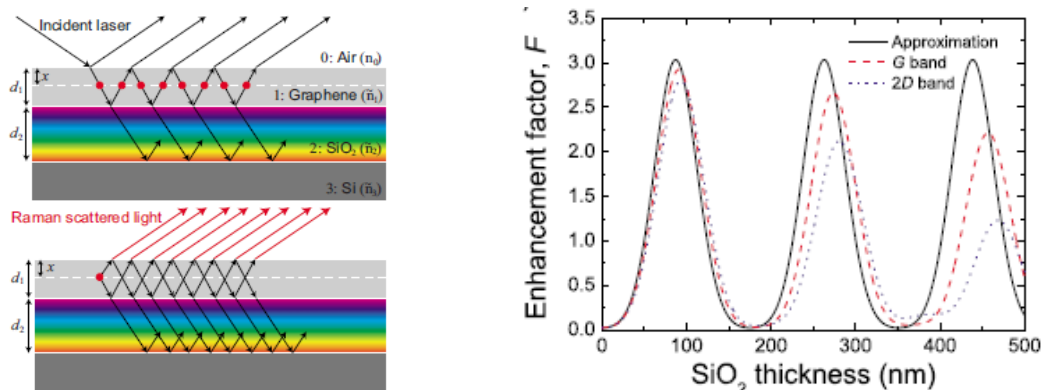 Incident laser
0: Air (n₀)
x
d₁
1: Graphene (ñ₁)
d₂
2: SiO₂ (ñ₂)
3: Si (ñ₃)
Raman scattered light
x
d₁
d₂
Enhancement factor, F
3.5
3.0
2.5
2.0
1.5
1.0
0.5
0.0
Approximation
G band
2D band
0
100
200
300
400
500
SiO₂ thickness (nm)